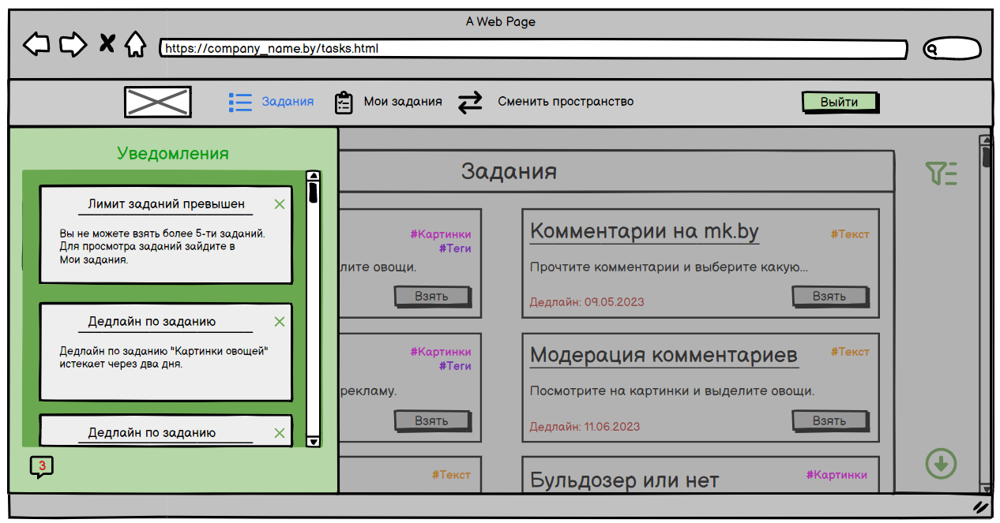 A Web Page
https://company_name.by/tasks.html
Задания
Мои задания
Сменить пространство
Выйти
Уведомления
Лимит заданий превышен
Вы не можете взять более 5-ти заданий.
Для просмотра заданий зайдите в
Мои задания.
Дедлайн по заданию
Дедлайн по заданию "Картинки овощей"
истекает через два дня.
Дедлайн по заданию
3
Задания
#Картинки
#Теги
лите овощи.
Взять
Комментарии на mk.by
#Текст
Прочтите комментарии и выберите какую...
Дедлайн: 09.05.2023
Взять
#Картинки
#Теги
рекламу.
Взять
Модерация комментариев
#Текст
Посмотрите на картинки и выделите овощи.
Дедлайн: 11.06.2023
Взять
#Текст
Бульдозер или нет
#Картинки